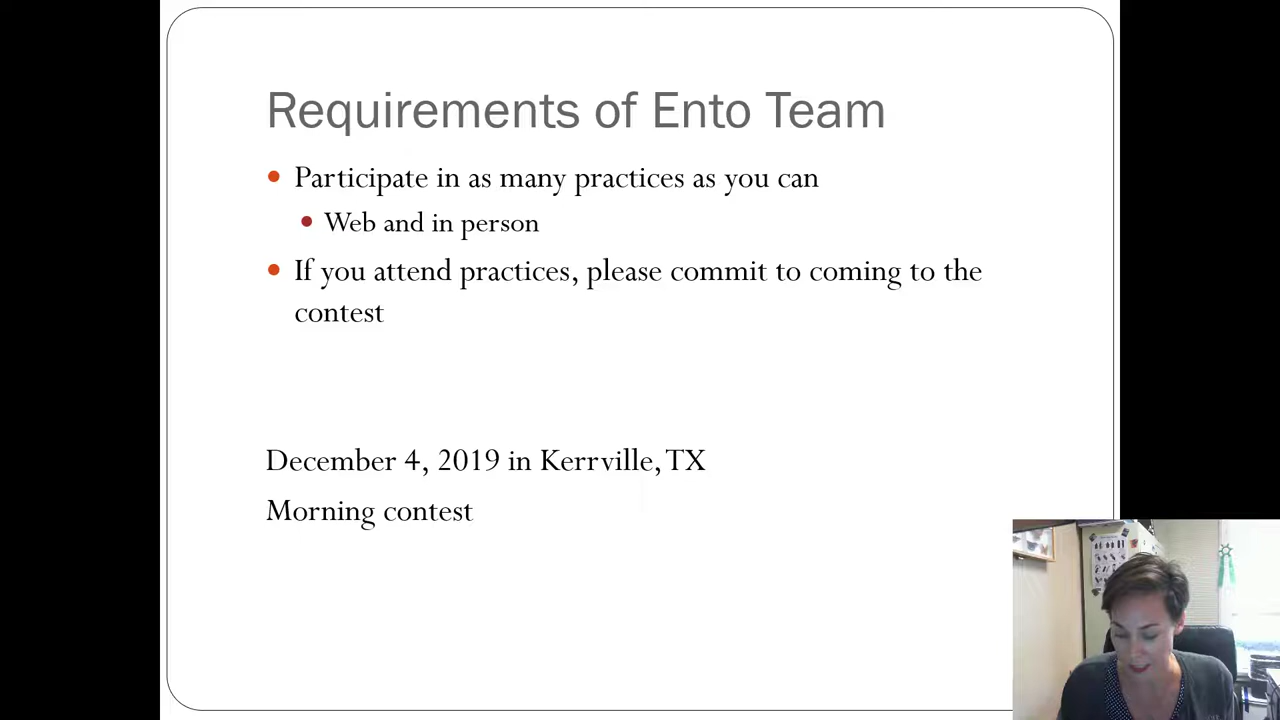 Requirements of Ento Team
Participate in as many practices as you can
Web and in person
If you attend practices, please commit to coming to the
contest
December 4, 2019 in Kerrville, TX
Morning contest